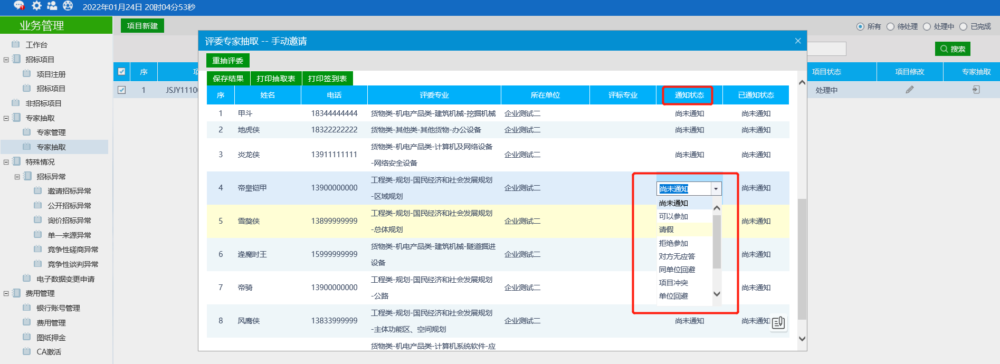 2022年01月24日 20时04分53秒
业务管理
工作台
招标项目
项目注册
招标项目
非招标项目
专家抽取
专家管理
专家抽取
特殊情况
招标异常
邀请招标异常
公开招标异常
询价招标异常
单一来源异常
竞争性磋商异常
竞争性谈判异常
电子数据变更申请
费用管理
银行账号管理
费用管理
图纸押金
CA激活
项目新建
所有 待处理 处理中 已完成
搜索
序 项目状态 项目修改 专家抽取
1 JSJY1110 处理中
评委专家抽取 -- 手动邀请
重抽评委
保存结果 打印抽取表 打印签到表
序 姓名 电话 评委专业 所在单位 评标专业 通知状态 已通知状态
1 甲斗 18344444444 货物类-机电产品类-建筑机械-挖掘机械 企业测试二 尚未通知 尚未通知
2 地虎侠 18322222222 货物类-其他类-其他货物-办公设备 企业测试二 尚未通知 尚未通知
3 炎龙侠 13911111111 货物类-机电产品类-计算机及网络设备
-网络安全设备 企业测试二 尚未通知 尚未通知
4 帝皇铠甲 13900000000 工程类-规划-国民经济和社会发展规划
-区域规划 企业测试二 尚未通知 尚未通知
5 雪獒侠 13899999999 工程类-规划-国民经济和社会发展规划
-总体规划 企业测试二 尚未通知
6 逢魔时王 15999999999 货物类-机电产品类-建筑机械-隧道掘进
设备 企业测试二 尚未通知
7 帝骑 13900000000 工程类-规划-国民经济和社会发展规划
-公路 企业测试二 尚未通知
8 风鹰侠 13833999999 工程类-规划-国民经济和社会发展规划
-主体功能区、空间规划 企业测试二 尚未通知 尚未通知
货物类-机电产品类-计算机系统软件-应
尚未通知
可以参加
请假
拒绝参加
对方无应答
同单位回避
项目冲突
单位回避